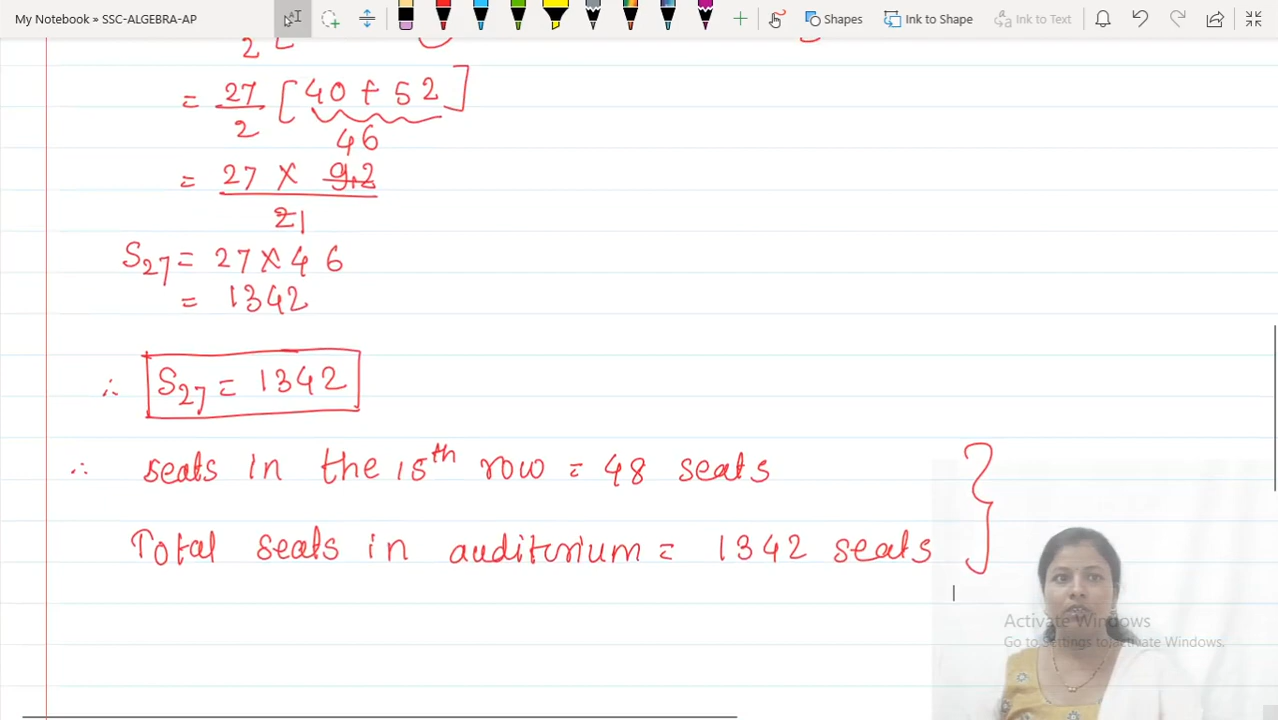 My Notebook » SSC-ALGEBRA-AP
Shapes
Ink to Shape
Ink to Text
2 [
= 27/2 [40 + 52]
46
= 27 × 92 / 21
S27 = 27 × 46
= 1342
∴ S27 = 1342
∴ seats in the 15th row = 48 seats
Total seats in auditorium = 1342 seats }
Activate Windows
Go to Settings to activate Windows.